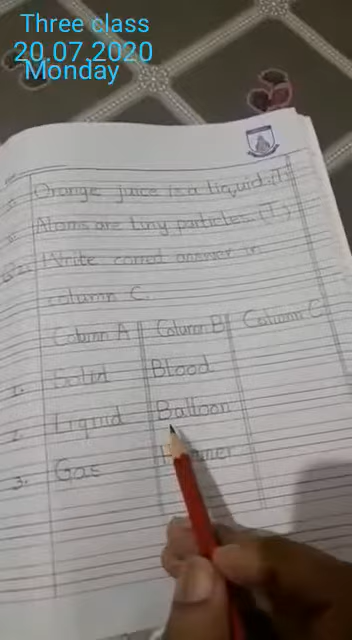 Three class
20.07.2020
Monday
Orange juice is a liquid. (T)
Atoms are tiny particles. (T)
Write correct answer in
column C.
Column A Column B Column C
1. Solid Blood
2. Liquid Balloon
3. Gas